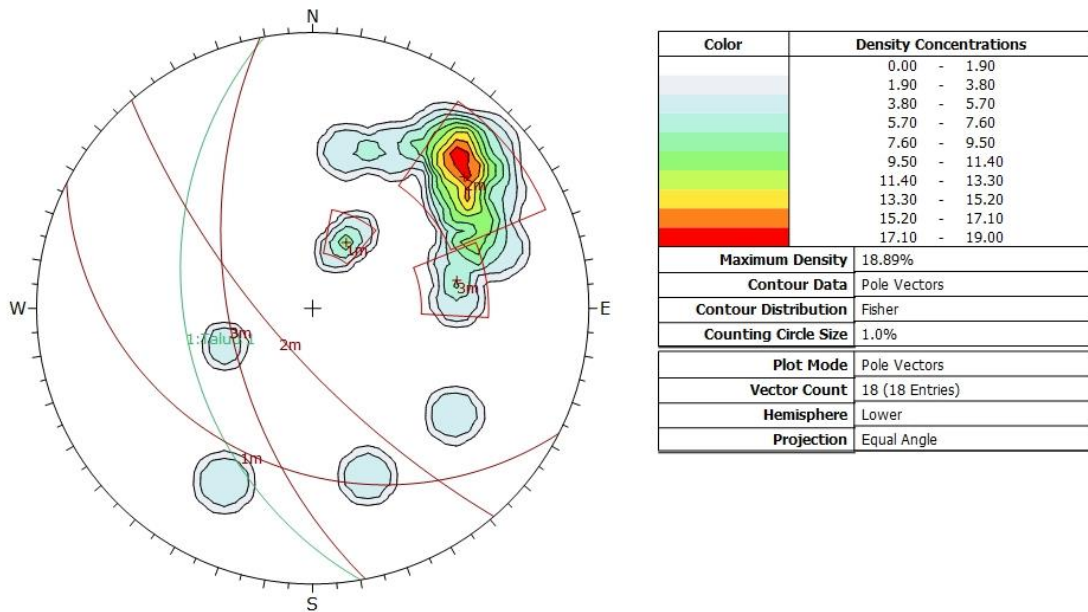 N
W
E
S
1m
2m
3m
1:Talus 1
3m
2m
1m
Color Density Concentrations
0.00 - 1.90
1.90 - 3.80
3.80 - 5.70
5.70 - 7.60
7.60 - 9.50
9.50 - 11.40
11.40 - 13.30
13.30 - 15.20
15.20 - 17.10
17.10 - 19.00
Maximum Density 18.89%
Contour Data Pole Vectors
Contour Distribution Fisher
Counting Circle Size 1.0%
Plot Mode Pole Vectors
Vector Count 18 (18 Entries)
Hemisphere Lower
Projection Equal Angle